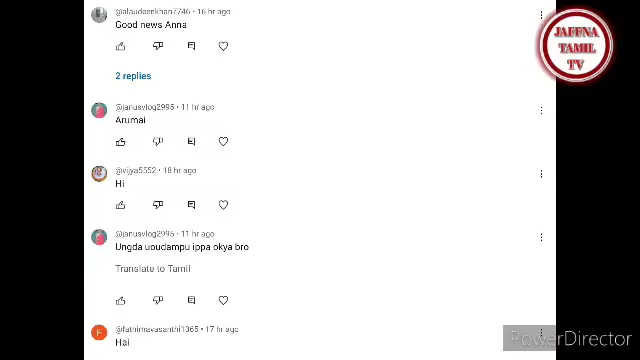 @alaudeenkhan7746 • 16 hr ago
Good news Anna
2 replies
@janusvlog2995 • 11 hr ago
Arumai
@vijya5552 • 18 hr ago
Hi
@janusvlog2995 • 11 hr ago
Ungda uoudampu ippa okya bro
Translate to Tamil
F
@fathimavasanthi1365 • 17 hr ago
Hai
JAFFNA
TAMIL
TV
PowerDirector